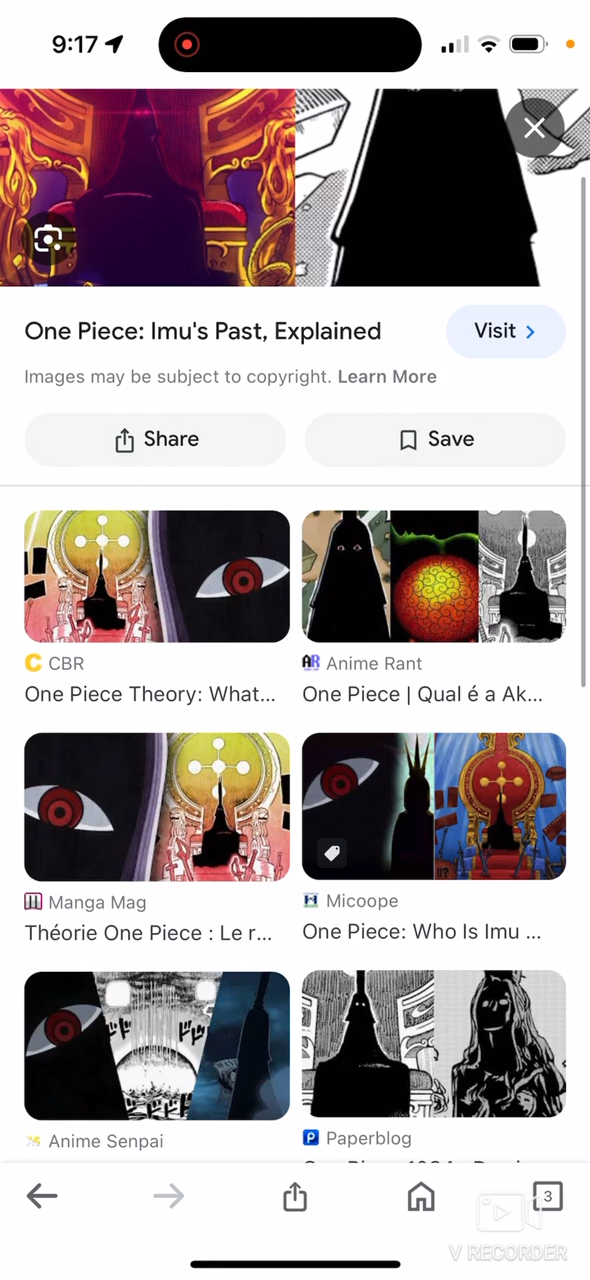 9:17
One Piece: Imu's Past, Explained
Visit
Images may be subject to copyright. Learn More
Share
Save
CBR
One Piece Theory: What...
Anime Rant
One Piece | Qual é a Ak...
Manga Mag
Théorie One Piece : Le r...
Micoope
One Piece: Who Is Imu ...
Anime Senpai
Paperblog
3
V RECORDER